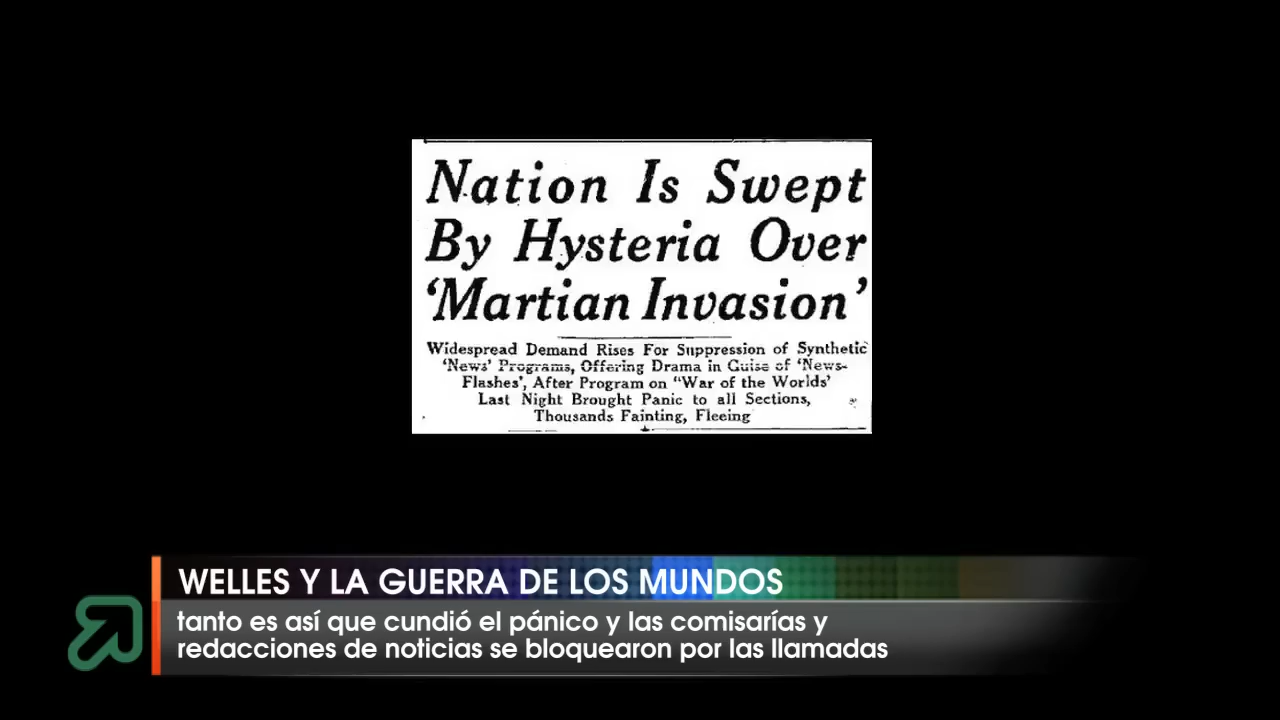 Nation Is Swept
By Hysteria Over
‘Martian Invasion’
Widespread Demand Rises For Suppression of Synthetic
‘News’ Programs, Offering Drama in Guise of ‘News-
Flashes’, After Program on “War of the Worlds’
Last Night Brought Panic to all Sections,
Thousands Fainting, Fleeing
WELLES Y LA GUERRA DE LOS MUNDOS
tanto es así que cundió el pánico y las comisarías y
redacciones de noticias se bloquearon por las llamadas